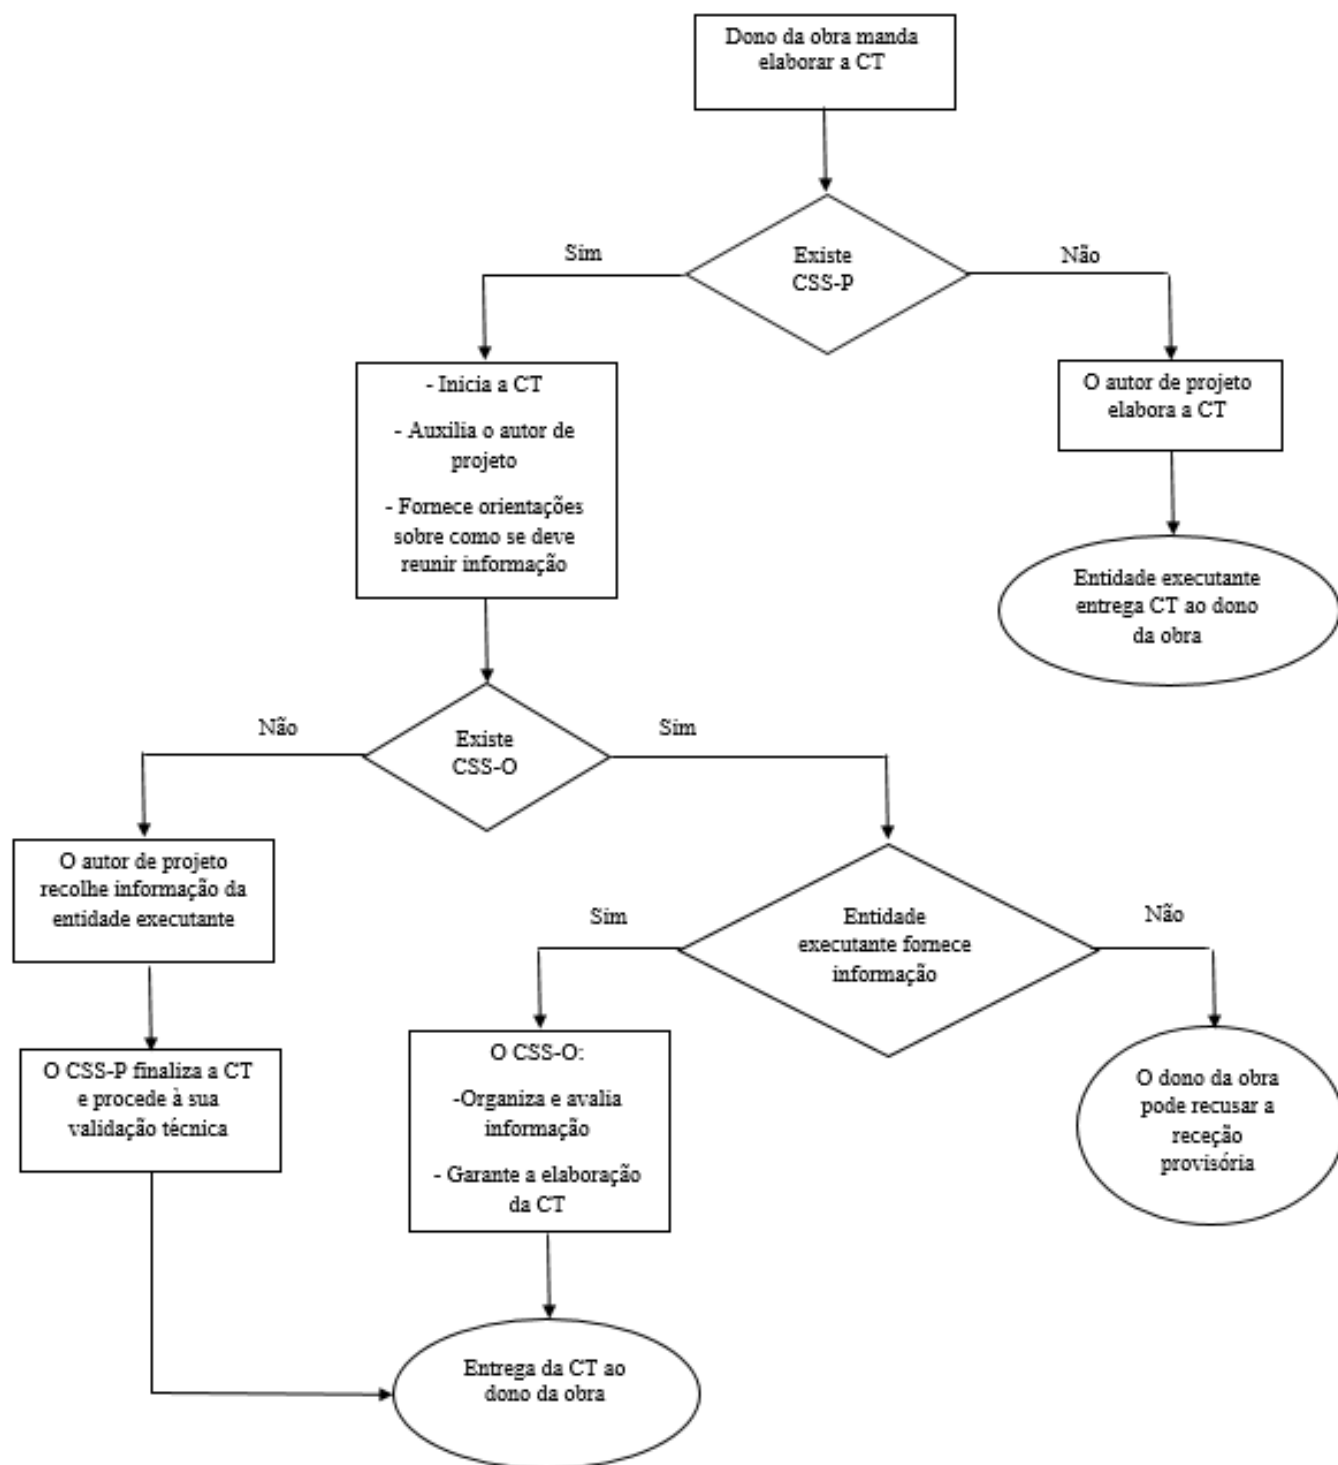 Dono da obra manda
elaborar a CT
Sim
Existe
CSS-P
Não
- Inicia a CT
- Auxilia o autor de
projeto
- Fornece orientações
sobre como se deve
reunir informação
O autor de projeto
elabora a CT
Entidade executante
entrega CT ao dono
da obra
Não
Existe
CSS-O
Sim
O autor de projeto
recolhe informação da
entidade executante
Sim
Entidade
executante fornece
informação
Não
O CSS-P finaliza a CT
e procede à sua
validação técnica
O CSS-O:
-Organiza e avalia
informação
- Garante a elaboração
da CT
O dono da obra
pode recusar a
receção
provisória
Entrega da CT ao
dono da obra